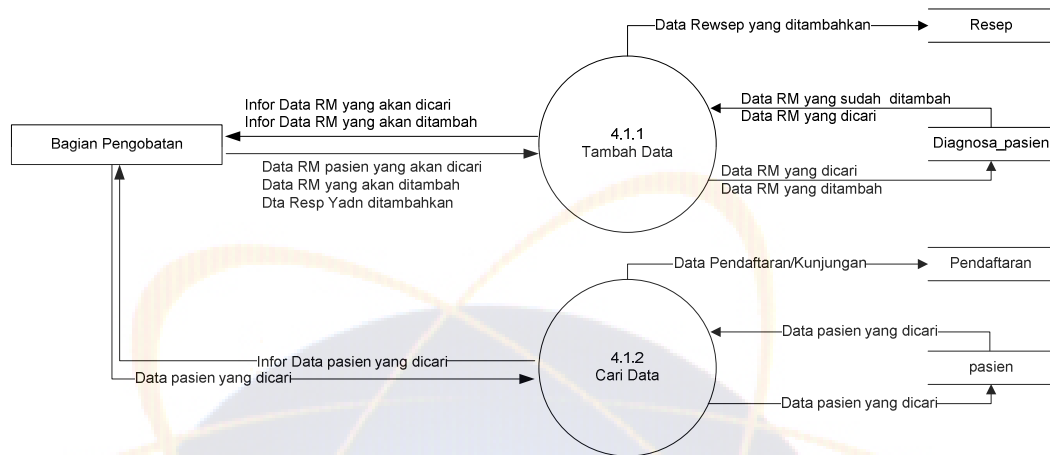 Data Rewsep yang ditambahkan
Resep
Infor Data RM yang akan dicari
Infor Data RM yang akan ditambah
Data RM yang sudah ditambah
Data RM yang dicari
Bagian Pengobatan
4.1.1
Tambah Data
Diagnosa_pasien
Data RM pasien yang akan dicari
Data RM yang akan ditambah
Dta Resp Yadn ditambahkan
Data RM yang dicari
Data RM yang ditambah
Data Pendaftaran/Kunjungan
Pendaftaran
Data pasien yang dicari
Infor Data pasien yang dicari
Data pasien yang dicari
4.1.2
Cari Data
pasien
Data pasien yang dicari